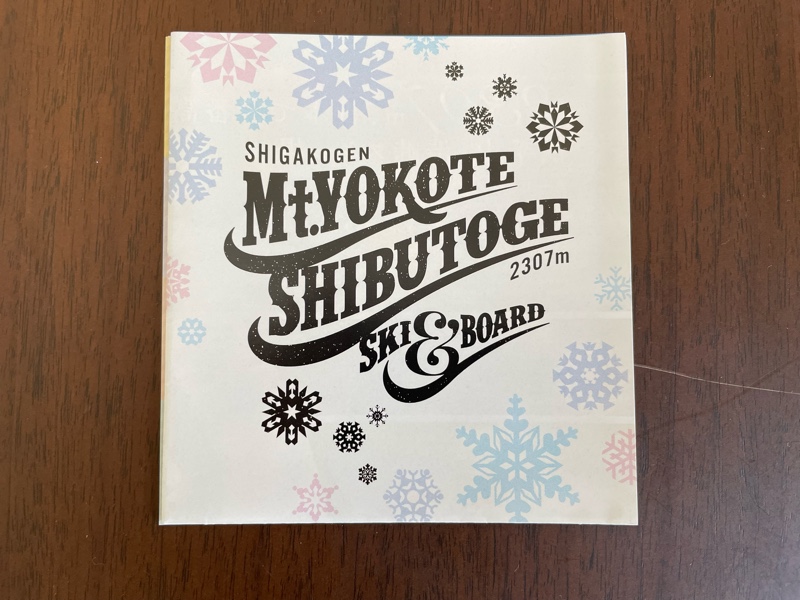 SHIGAKOGEN
Mt.YOKOTE
SHIBUTOGE
2307m
SKI & BOARD